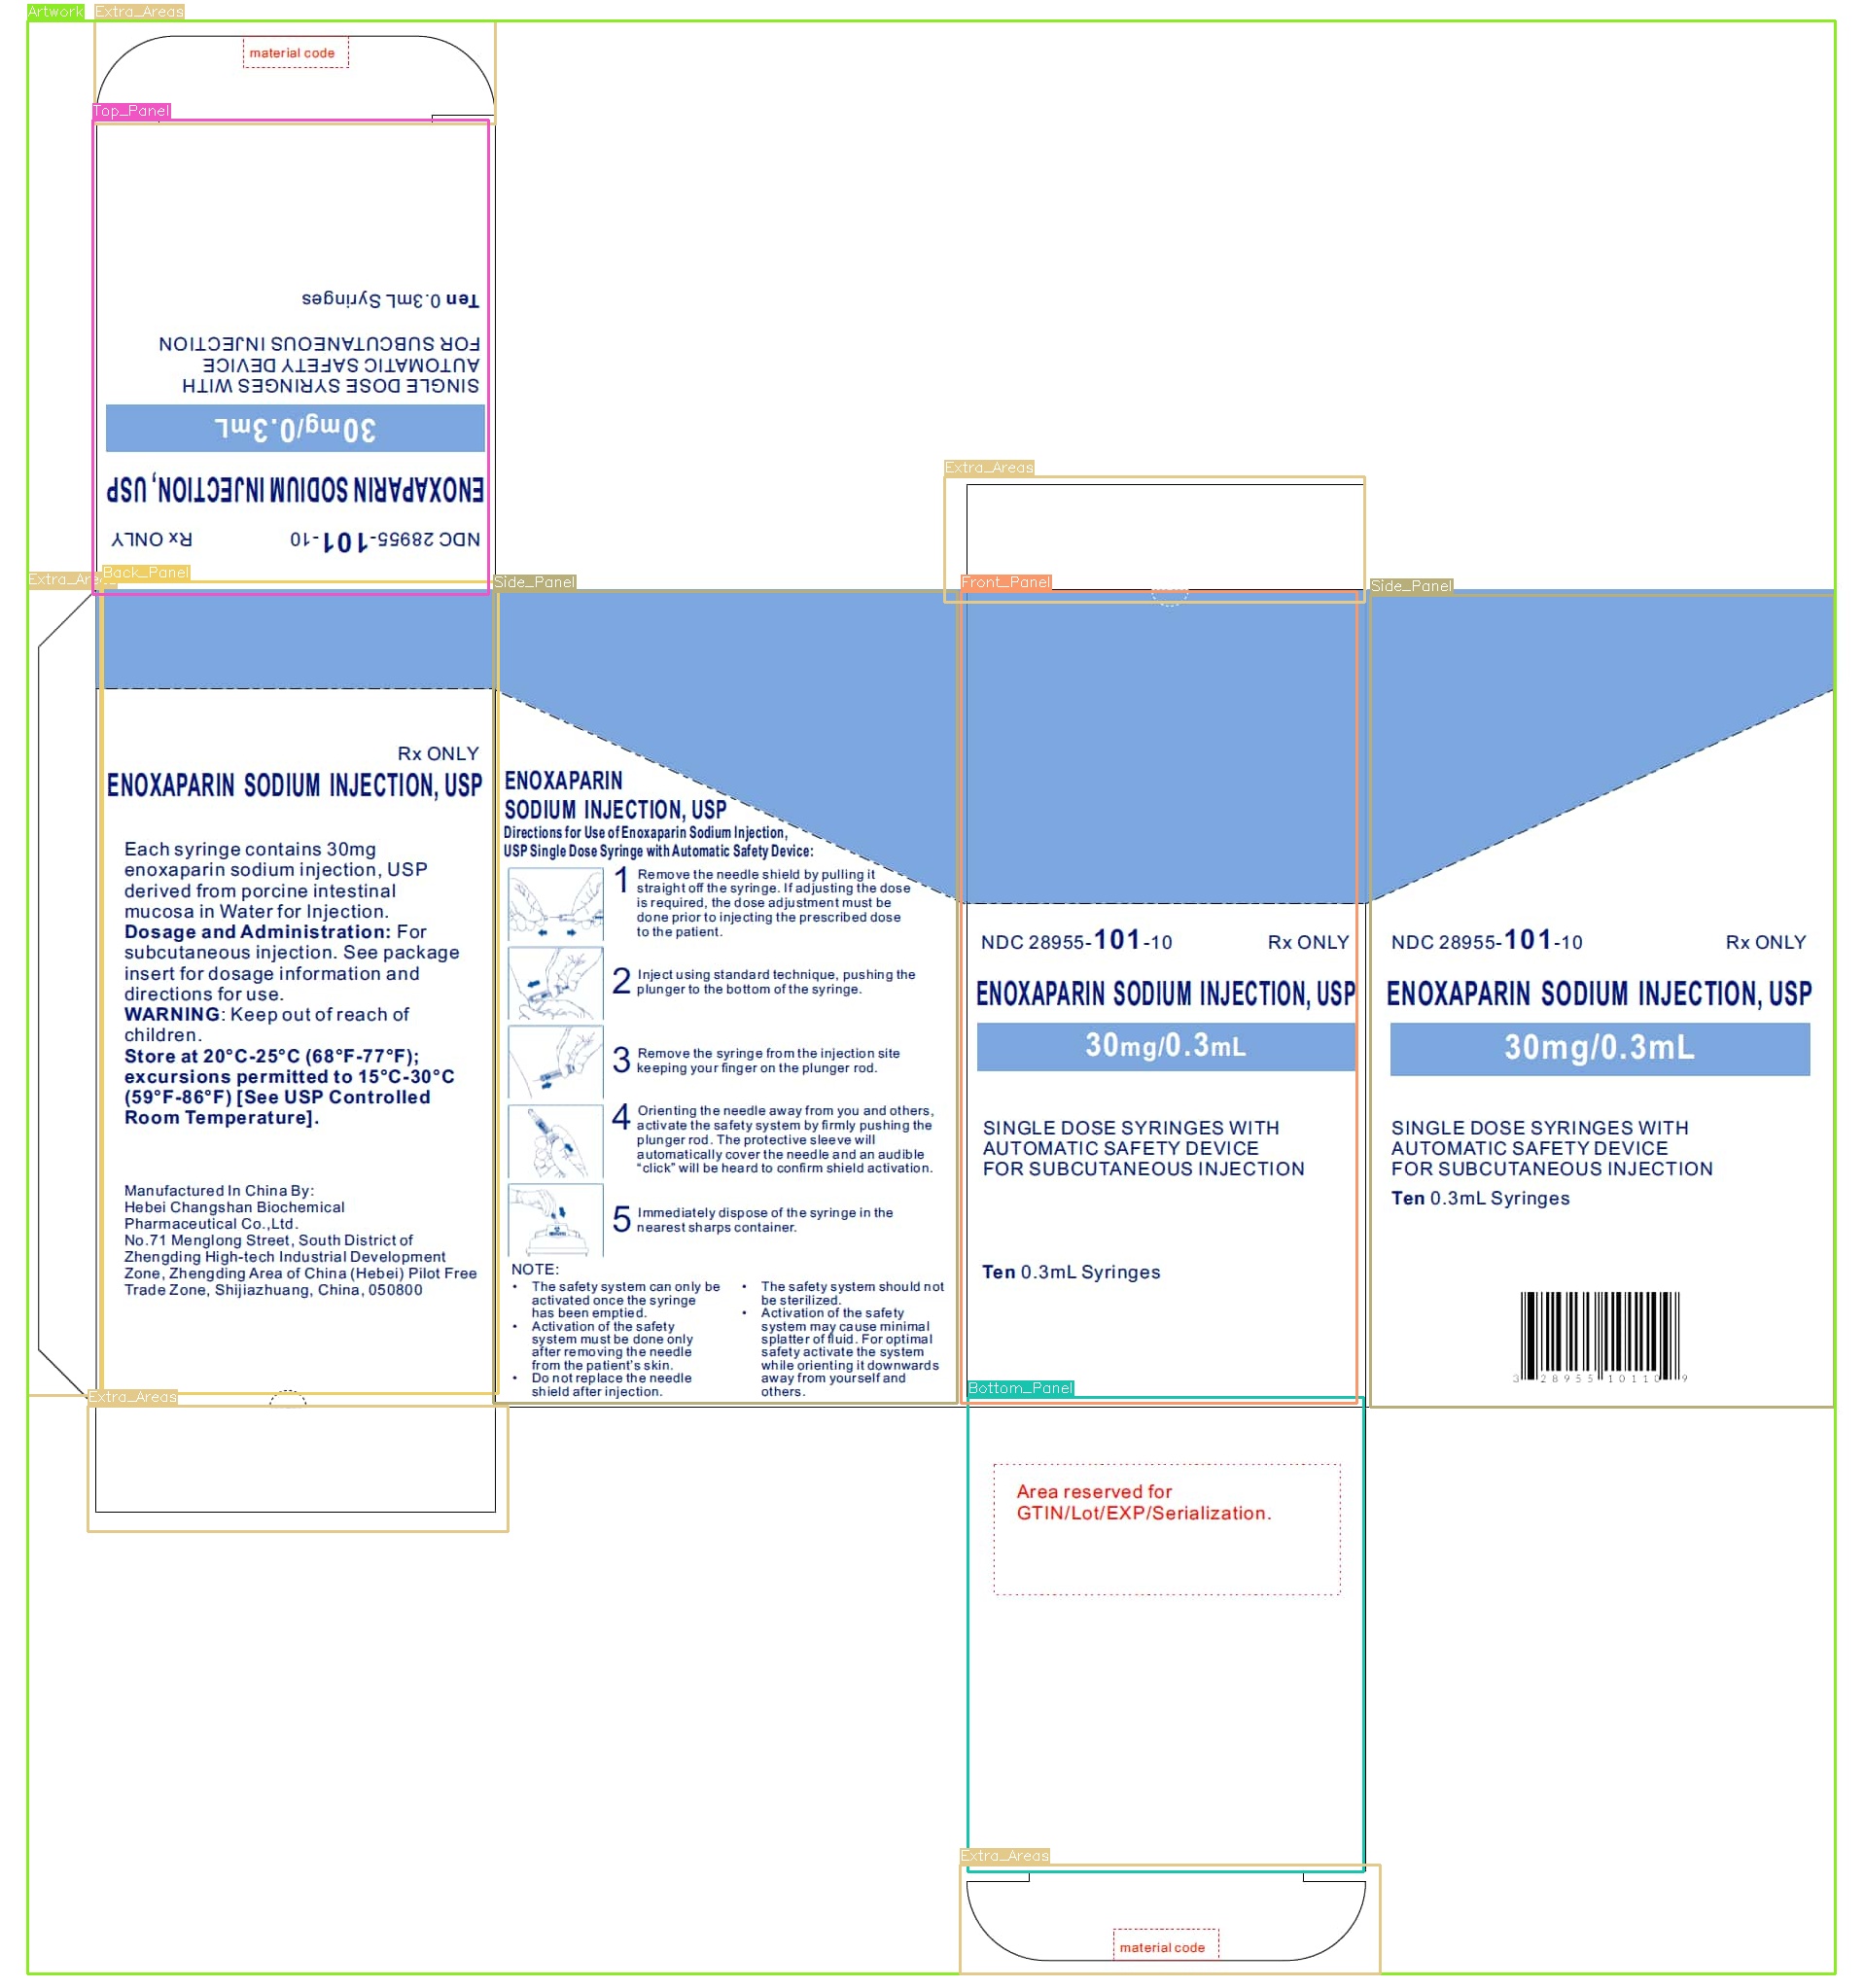 Artwork
Extra_Areas
material code
Top_Panel
Ten 0.3mL Syringes
FOR SUBCUTANEOUS INJECTION
AUTOMATIC SAFETY DEVICE
SINGLE DOSE SYRINGES WITH
30mg/0.3mL
ENOXAPARIN SODIUM INJECTION, USP
NDC 28955-101-10 Rx ONLY
Extra_Areas
Back_Panel
Rx ONLY
ENOXAPARIN SODIUM INJECTION, USP
Each syringe contains 30mg
enoxaparin sodium injection, USP
derived from porcine intestinal
mucosa in Water for Injection.
Dosage and Administration: For
subcutaneous injection. See package
insert for dosage information and
directions for use.
WARNING: Keep out of reach of
children.
Store at 20°C-25°C (68°F-77°F);
excursions permitted to 15°C-30°C
(59°F-86°F) [See USP Controlled
Room Temperature].
Manufactured In China By:
Hebei Changshan Biochemical
Pharmaceutical Co.,Ltd.
No.71 Menglong Street, South District of
Zhengding High-tech Industrial Development
Zone, Zhengding Area of China (Hebei) Pilot Free
Trade Zone, Shijiazhuang, China, 050800
Extra_Areas
Side_Panel
ENOXAPARIN
SODIUM INJECTION, USP
Directions for Use of Enoxaparin Sodium Injection,
USP Single Dose Syringe with Automatic Safety Device:
1 Remove the needle shield by pulling it
straight off the syringe. If adjusting the dose
is required, the dose adjustment must be
done prior to injecting the prescribed dose
to the patient.
2 Inject using standard technique, pushing the
plunger to the bottom of the syringe.
3 Remove the syringe from the injection site
keeping your finger on the plunger rod.
4 Orienting the needle away from you and others,
activate the safety system by firmly pushing the
plunger rod. The protective sleeve will
automatically cover the needle and an audible
“click” will be heard to confirm shield activation.
5 Immediately dispose of the syringe in the
nearest sharps container.
NOTE:
• The safety system can only be
activated once the syringe
has been emptied.
• Activation of the safety
system must be done only
after removing the needle
from the patient's skin.
• Do not replace the needle
shield after injection.
• The safety system should not
be sterilized.
• Activation of the safety
system may cause minimal
splatter of fluid. For optimal
safety activate the system
while orienting it downwards
away from yourself and
others.
Extra_Areas
Front_Panel
NDC 28955-101-10 Rx ONLY
ENOXAPARIN SODIUM INJECTION, USP
30mg/0.3mL
SINGLE DOSE SYRINGES WITH
AUTOMATIC SAFETY DEVICE
FOR SUBCUTANEOUS INJECTION
Ten 0.3mL Syringes
Side_Panel
NDC 28955-101-10 Rx ONLY
ENOXAPARIN SODIUM INJECTION, USP
30mg/0.3mL
SINGLE DOSE SYRINGES WITH
AUTOMATIC SAFETY DEVICE
FOR SUBCUTANEOUS INJECTION
Ten 0.3mL Syringes
3 28955 10110 9
Bottom_Panel
Area reserved for
GTIN/Lot/EXP/Serialization.
Extra_Areas
material code